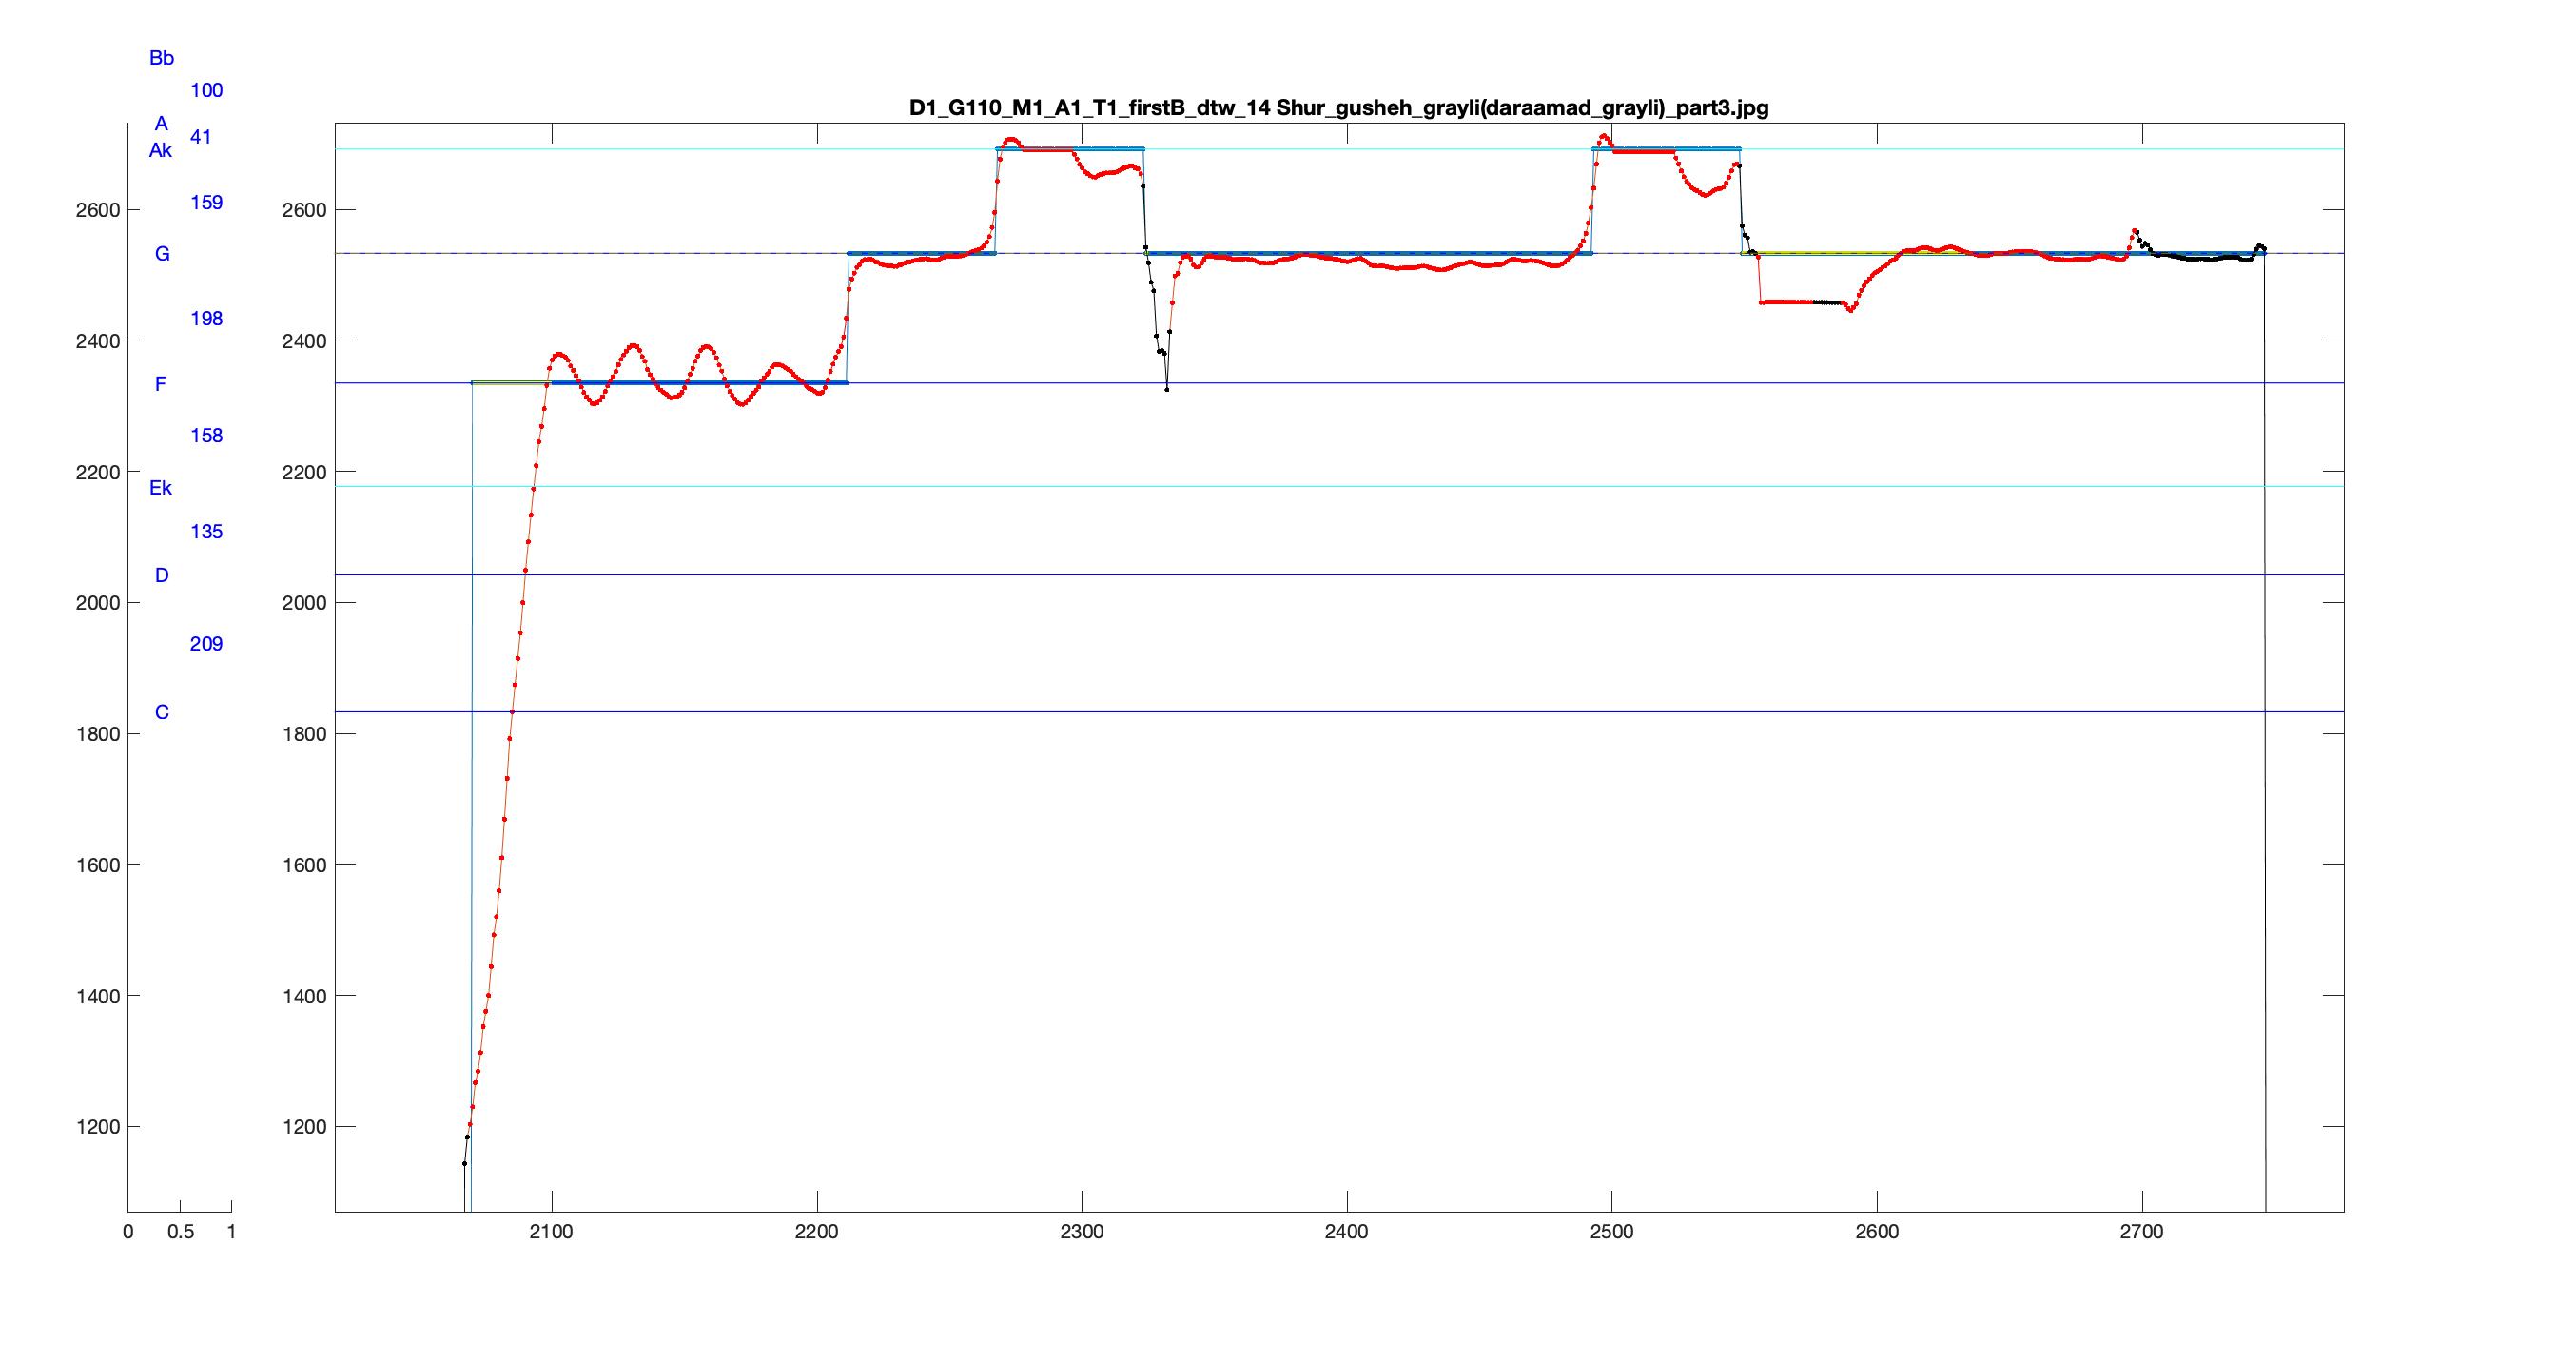 D1_G110_M1_A1_T1_firstB_dtw_14 Shur_gusheh_grayli(daraamad_grayli)_part3.jpg
Bb
100
A
41
Ak
159
G
198
F
158
Ek
135
D
209
C
2600
2400
2200
2000
1800
1600
1400
1200
0 0.5 1
2600
2400
2200
2000
1800
1600
1400
1200
2100 2200 2300 2400 2500 2600 2700